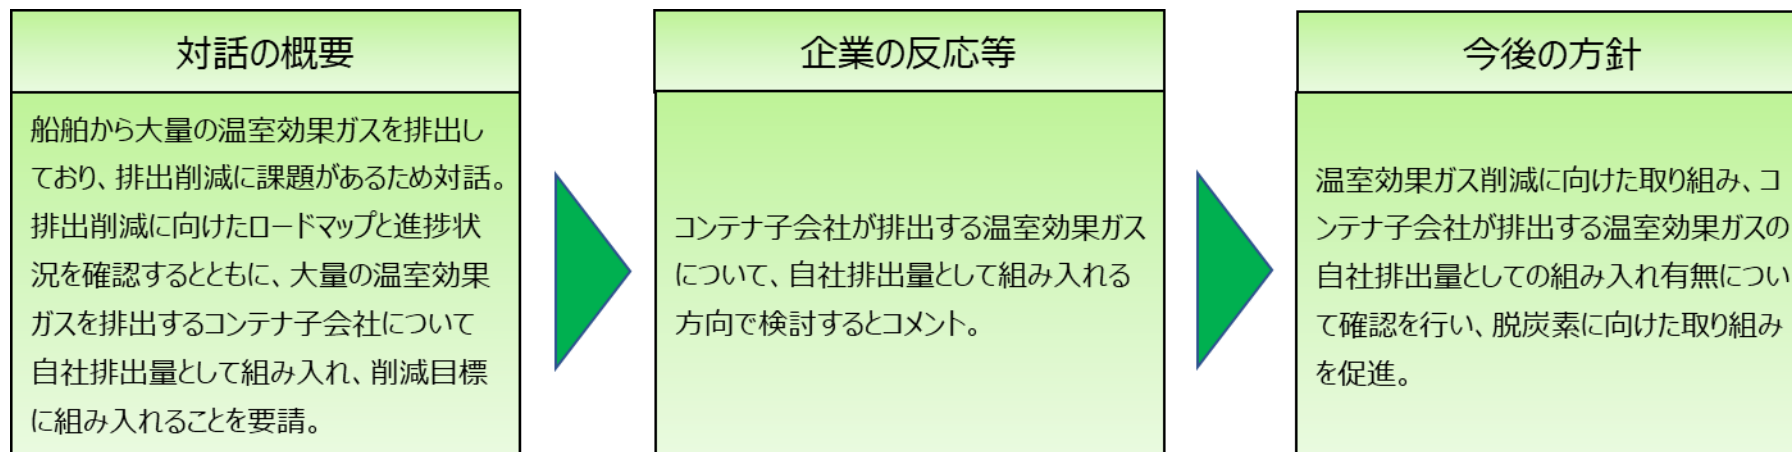 対話の概要
船舶から大量の温室効果ガスを排出し
ており、排出削減に課題があるため対話。
排出削減に向けたロードマップと進捗状
況を確認するとともに、大量の温室効果
ガスを排出するコンテナ子会社について
自社排出量として組み入れ、削減目標
に組み入れることを要請。
企業の反応等
コンテナ子会社が排出する温室効果ガス
について、自社排出量として組み入れる
方向で検討するとコメント。
今後の方針
温室効果ガス削減に向けた取り組み、コ
ンテナ子会社が排出する温室効果ガスの
自社排出量としての組み入れ有無につい
て確認を行い、脱炭素に向けた取り組み
を促進。